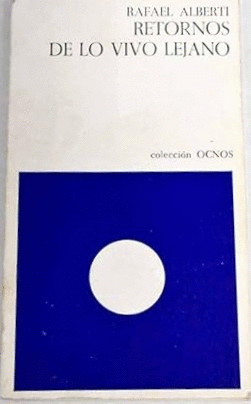 RAFAEL ALBERTI
RETORNOS
DE LO VIVO LEJANO
colección OCNOS